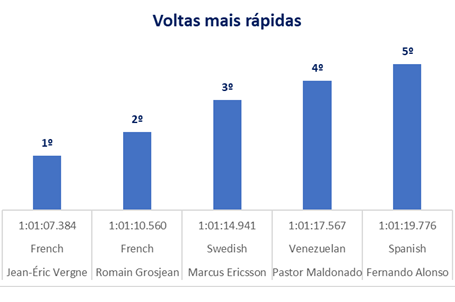 Voltas mais rápidas
1º
2º
3º
4º
5º
1:01:07.384 1:01:10.560 1:01:14.941 1:01:17.567 1:01:19.776
French French Swedish Venezuelan Spanish
Jean-Éric Vergne Romain Grosjean Marcus Ericsson Pastor Maldonado Fernando Alonso